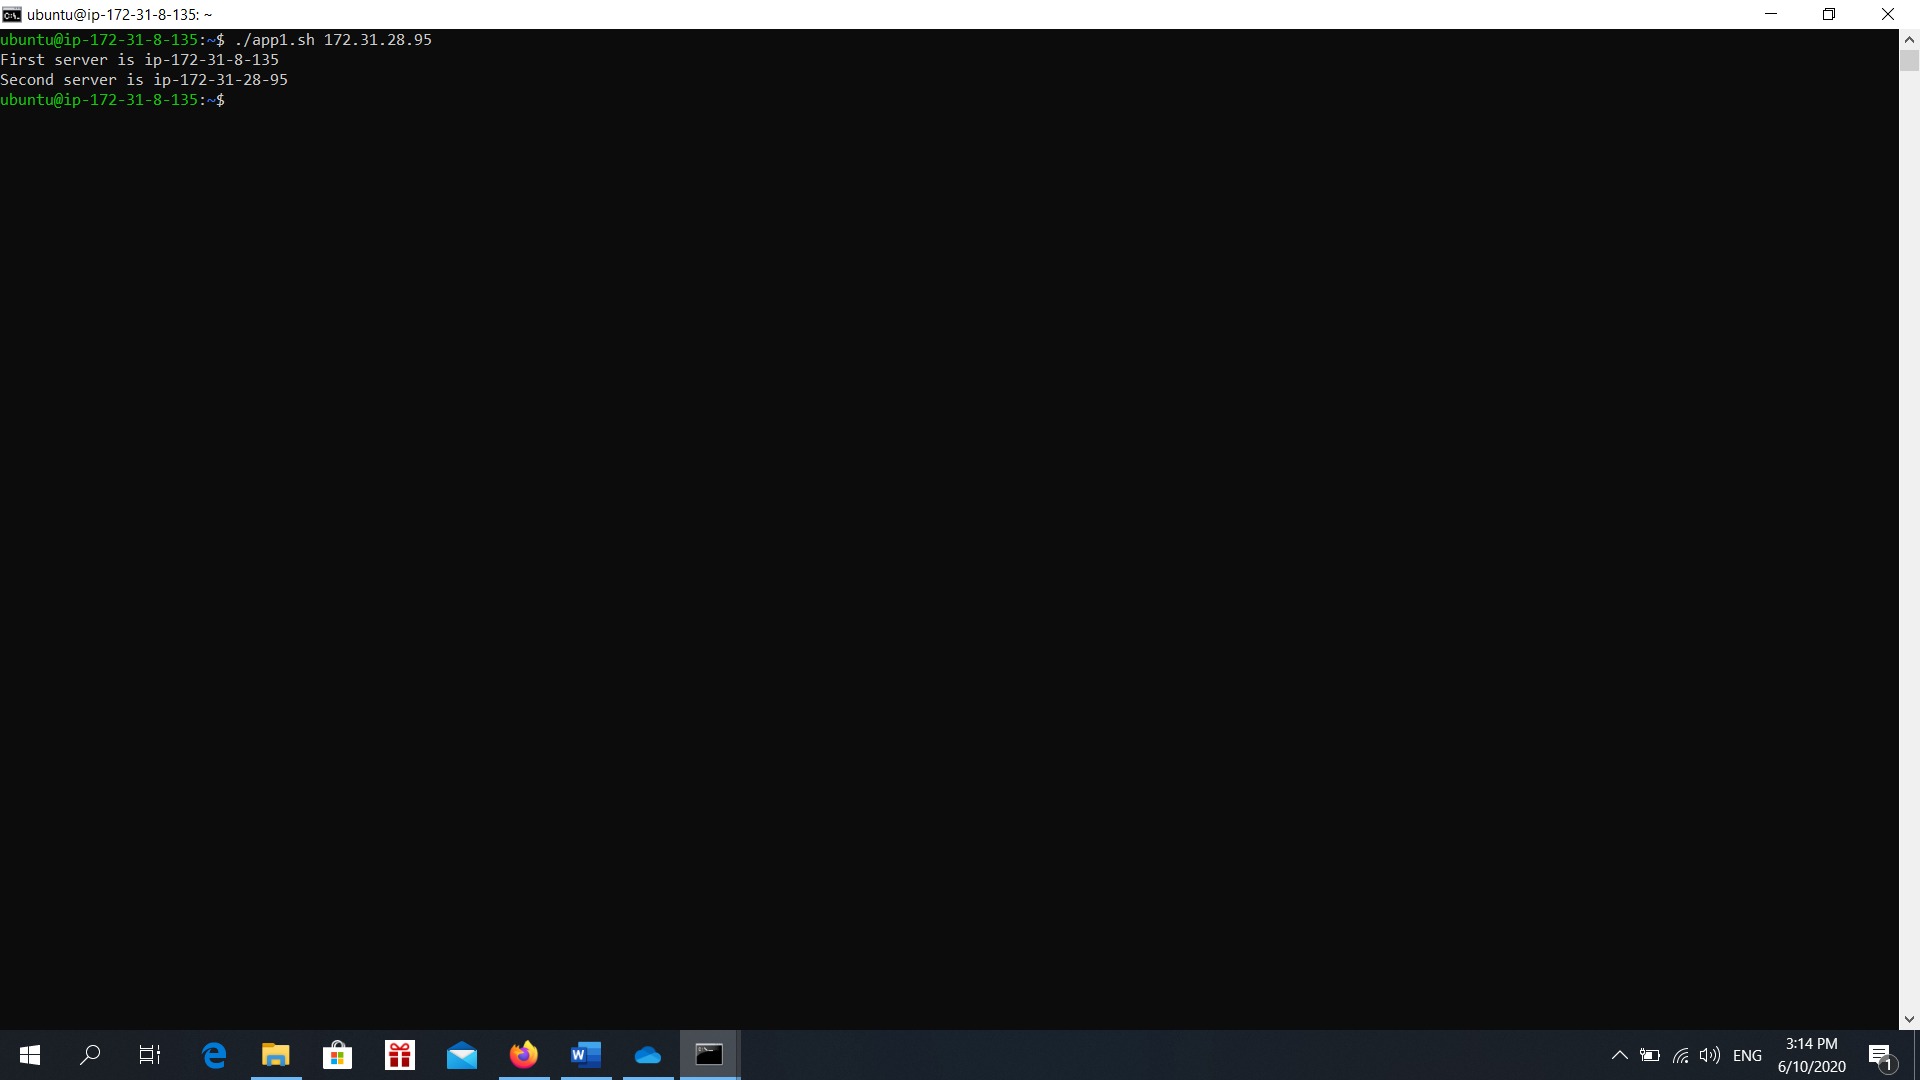 ubuntu@ip-172-31-8-135: ~
ubuntu@ip-172-31-8-135:~$ ./app1.sh 172.31.28.95
First server is ip-172-31-8-135
Second server is ip-172-31-28-95
ubuntu@ip-172-31-8-135:~$
ENG
3:14 PM
6/10/2020
1